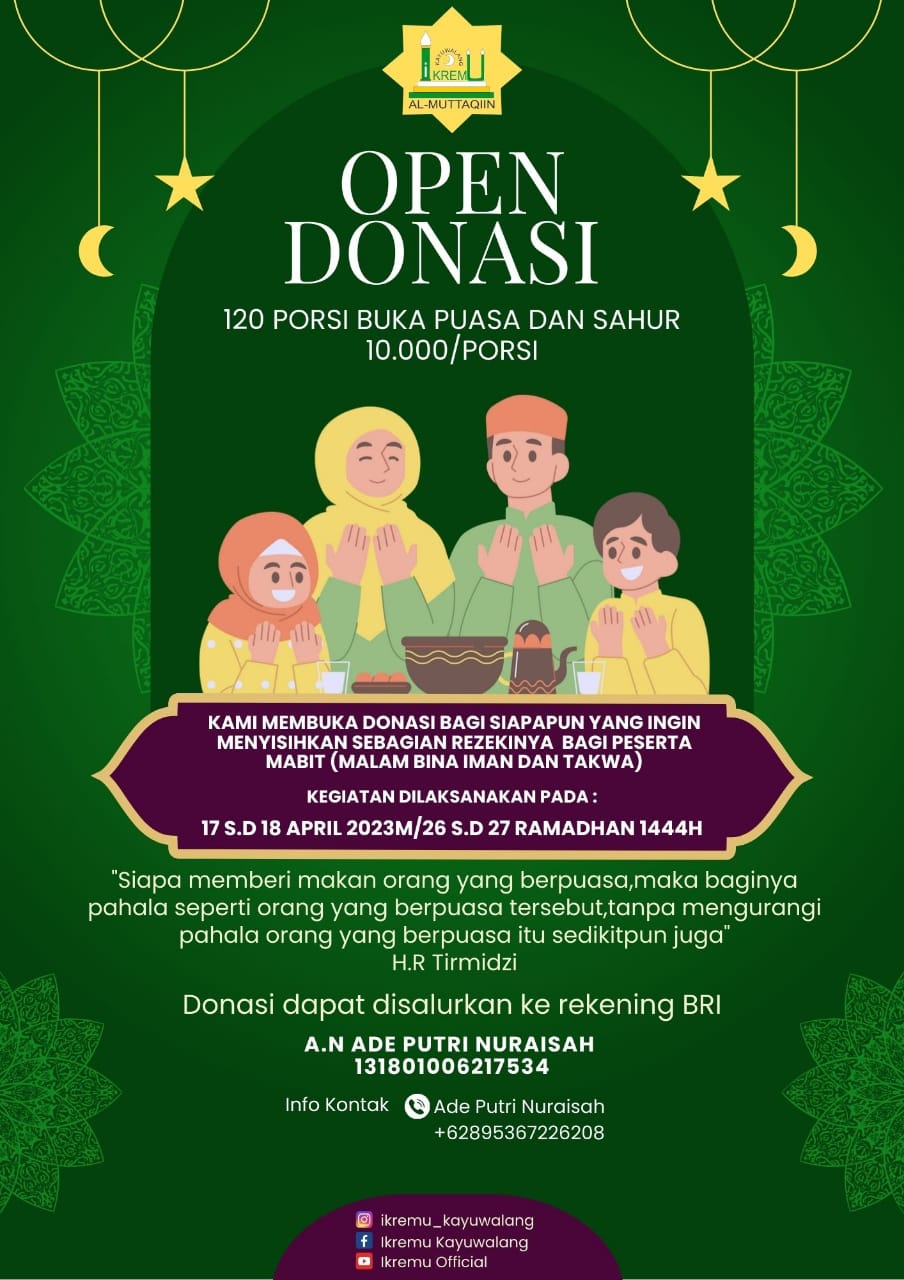 KAYUWALANG
iKREMU
AL-MUTTAQIIN
OPEN
DONASI
120 PORSI BUKA PUASA DAN SAHUR
10.000/PORSI
KAMI MEMBUKA DONASI BAGI SIAPAPUN YANG INGIN
MENYISIHKAN SEBAGIAN REZEKINYA BAGI PESERTA
MABIT (MALAM BINA IMAN DAN TAKWA)
KEGIATAN DILAKSANAKAN PADA :
17 S.D 18 APRIL 2023M/26 S.D 27 RAMADHAN 1444H
"Siapa memberi makan orang yang berpuasa,maka baginya
pahala seperti orang yang berpuasa tersebut,tanpa mengurangi
pahala orang yang berpuasa itu sedikitpun juga"
H.R Tirmidzi
Donasi dapat disalurkan ke rekening BRI
A.N ADE PUTRI NURAISAH
131801006217534
Info Kontak Ade Putri Nuraisah
+62895367226208
ikremu_kayuwalang
Ikremu Kayuwalang
Ikremu Official